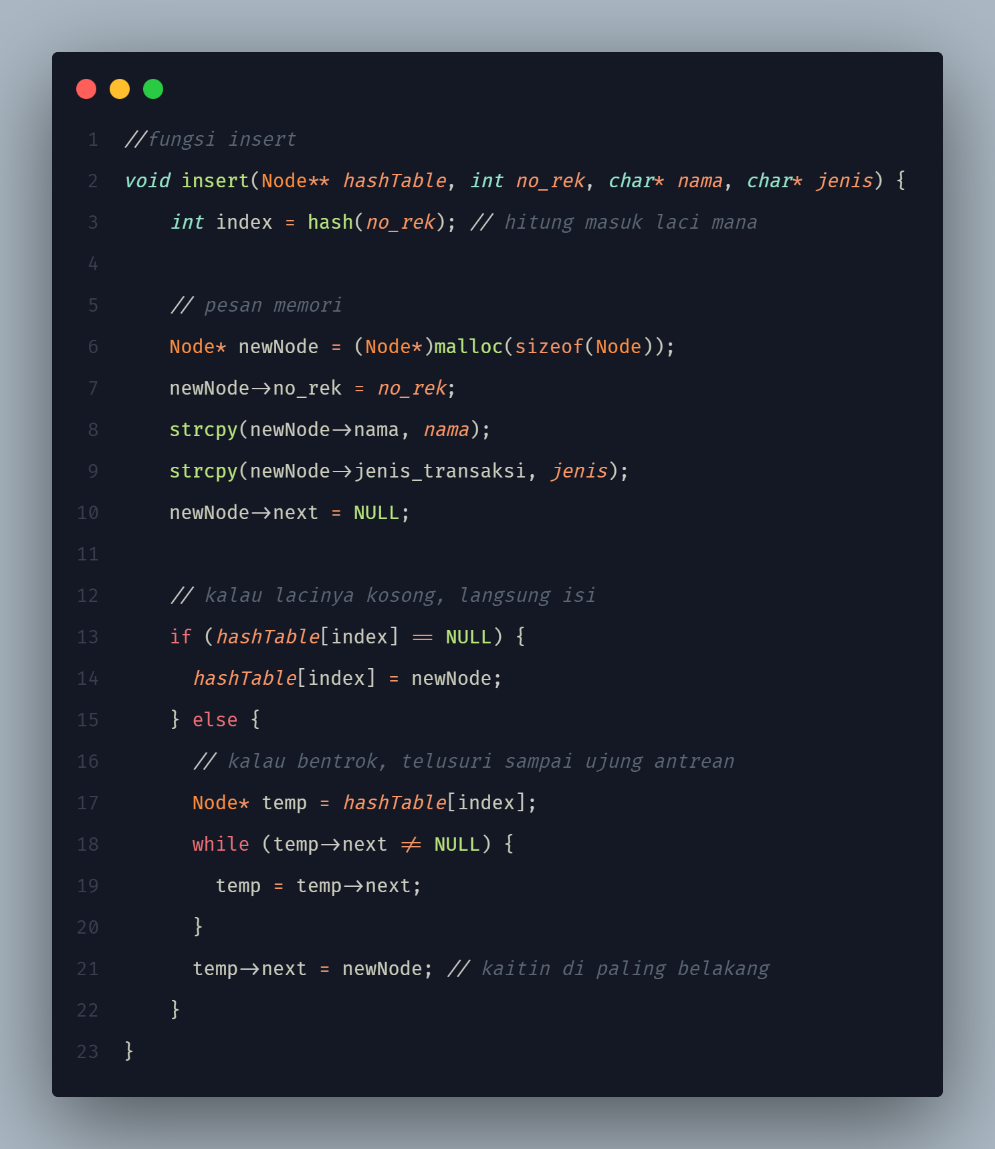 1 //fungsi insert
2 void insert(Node** hashTable, int no_rek, char* nama, char* jenis) {
3     int index = hash(no_rek); // hitung masuk laci mana
4
5     // pesan memori
6     Node* newNode = (Node*)malloc(sizeof(Node));
7     newNode->no_rek = no_rek;
8     strcpy(newNode->nama, nama);
9     strcpy(newNode->jenis_transaksi, jenis);
10     newNode->next = NULL;
11
12     // kalau lacinya kosong, langsung isi
13     if (hashTable[index] == NULL) {
14       hashTable[index] = newNode;
15     } else {
16       // kalau bentrok, telusuri sampai ujung antrean
17       Node* temp = hashTable[index];
18       while (temp->next != NULL) {
19         temp = temp->next;
20       }
21       temp->next = newNode; // kaitin di paling belakang
22     }
23 }